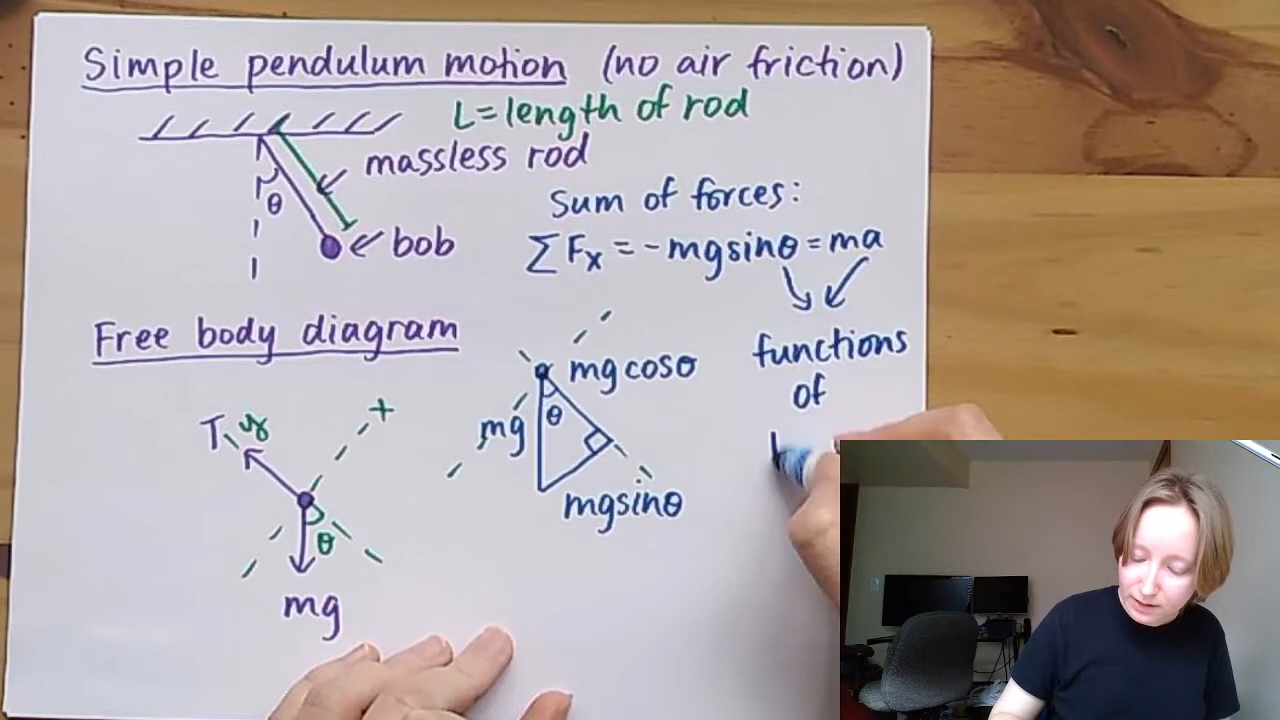 Simple pendulum motion (no air friction)
L=length of rod
massless rod
θ
bob
Sum of forces:
ΣFx = -mgsinθ = ma
functions
of
Free body diagram
mgcosθ
θ
mg
mgsinθ
T
y
+
θ
mg